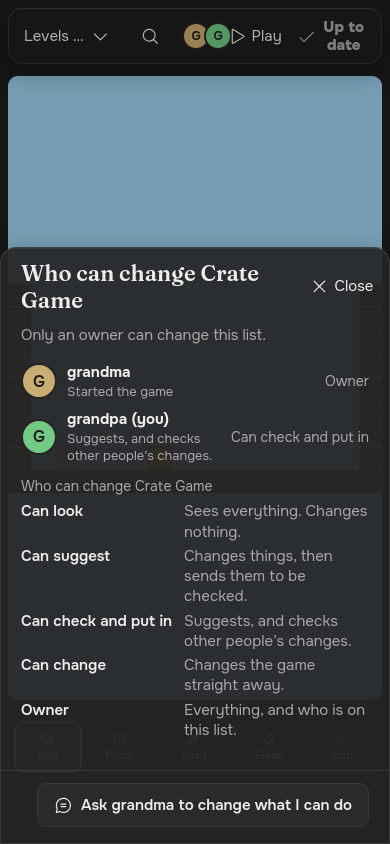 Levels ...
G G
Play
Up to
date
Who can change Crate
Game
Close
Only an owner can change this list.
G
grandma
Started the game
Owner
G
grandpa (you)
Suggests, and checks
other people's changes.
Can check and put in
Who can change Crate Game
Can look
Sees everything. Changes
nothing.
Can suggest
Changes things, then
sends them to be
checked.
Can check and put in
Suggests, and checks
other people's changes.
Can change
Changes the game
straight away.
Owner
Everything, and who is on
this list.
Pick
Place
Paint
Erase
Join
Ask grandma to change what I can do